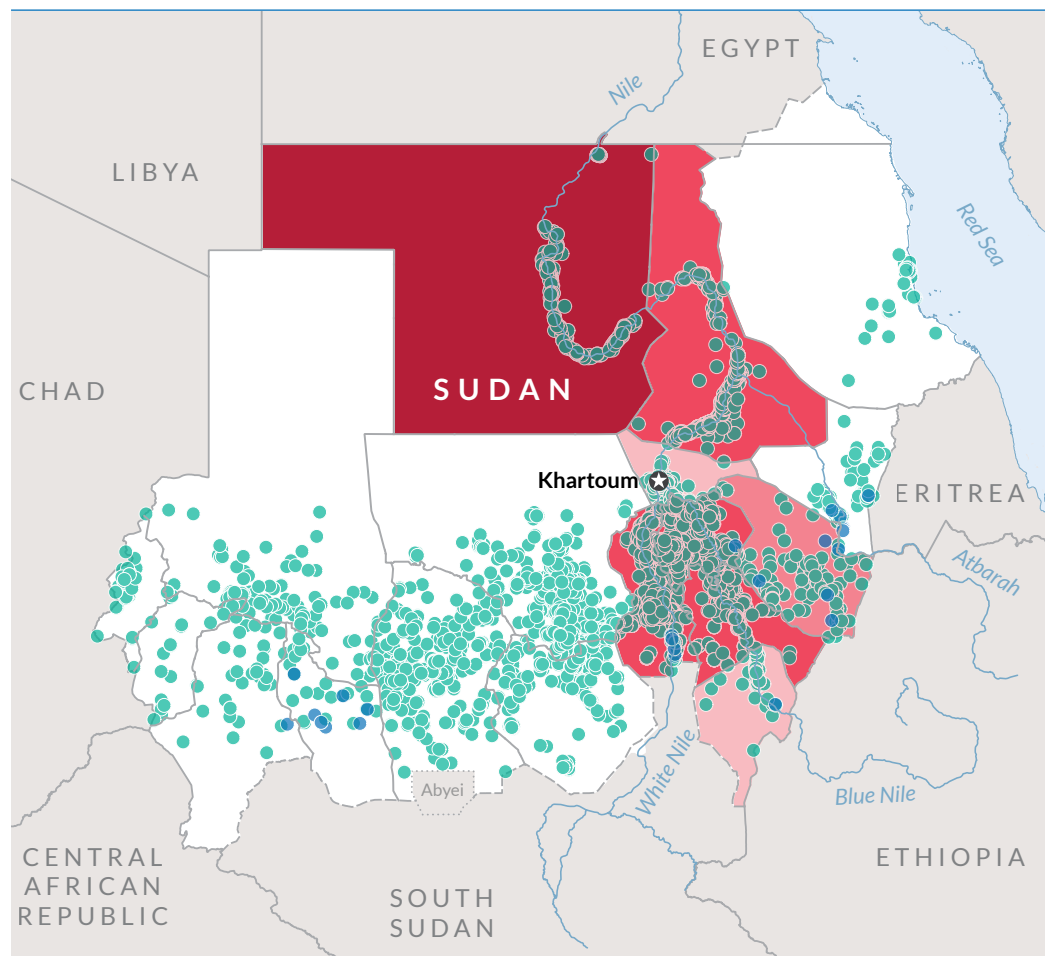 EGYPT
Nile
LIBYA
Red Sea
CHAD
SUDAN
Khartoum
ERITREA
Atbarah
White Nile
Abyei
Blue Nile
CENTRAL
AFRICAN
REPUBLIC
ETHIOPIA
SOUTH
SUDAN